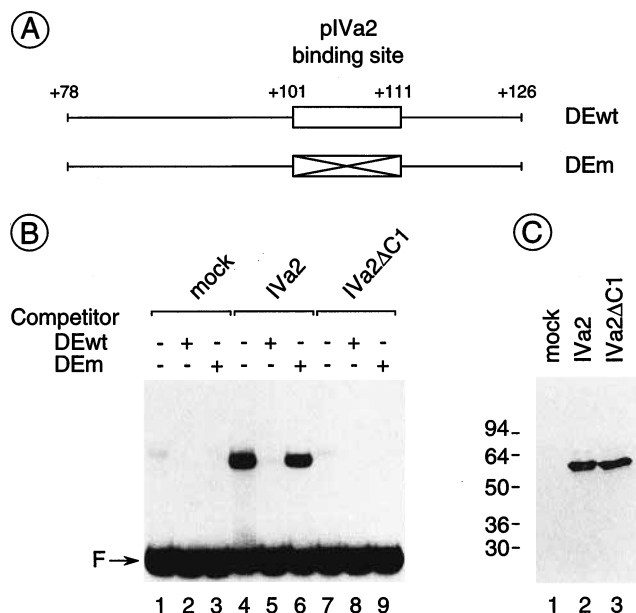 A
pIVa2
binding site
+78 +101 +111 +126
DEwt
DEm
B
mock IVa2 IVa2ΔC1
Competitor
DEwt - + - - + - - + -
DEm - - + - - + - - +
F
1 2 3 4 5 6 7 8 9
C
mock IVa2 IVa2ΔC1
94
64
50
36
30
1 2 3